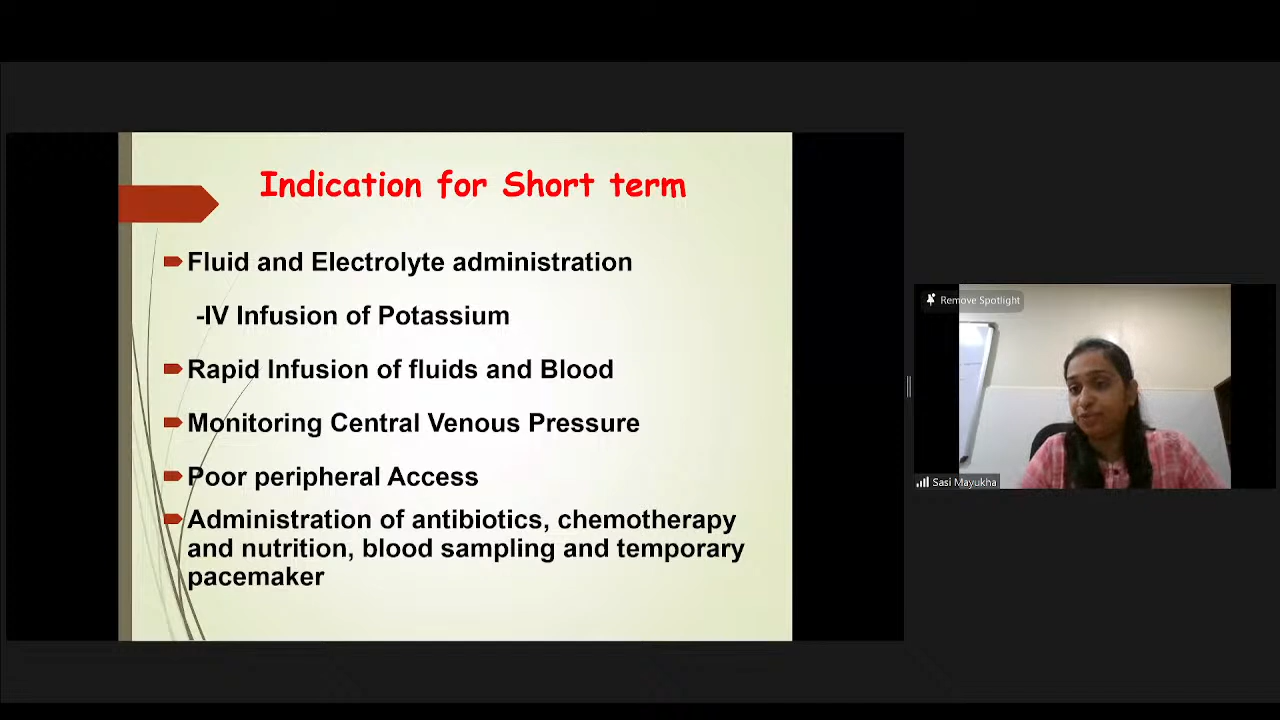 Indication for Short term
Fluid and Electrolyte administration
-IV Infusion of Potassium
Rapid Infusion of fluids and Blood
Monitoring Central Venous Pressure
Poor peripheral Access
Administration of antibiotics, chemotherapy
and nutrition, blood sampling and temporary
pacemaker
Remove Spotlight
Sasi Mayukha